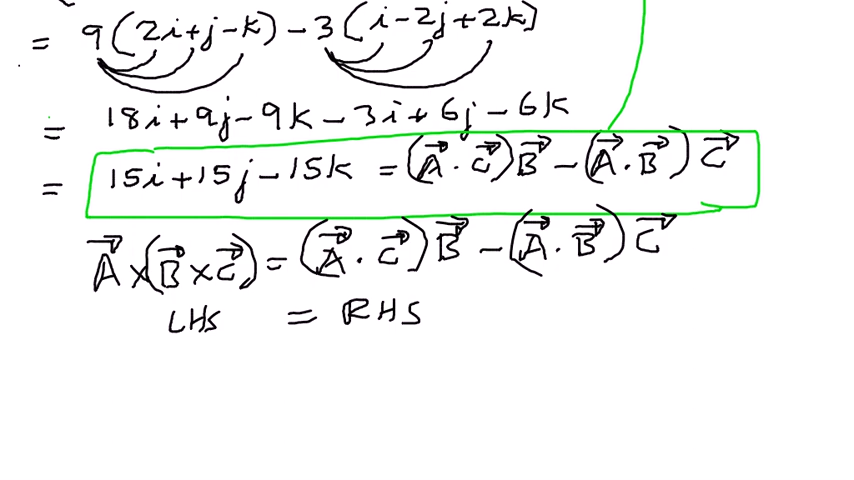 = 9 (2i+j-k) - 3 (i-2j+2k)
= 18i+9j-9k-3i+6j-6k
= 15i+15j-15k = (A⃗ · C⃗) B⃗ - (A⃗ · B⃗) C⃗
A⃗ × (B⃗ × C⃗) = (A⃗ · C⃗) B⃗ - (A⃗ · B⃗) C⃗
LHS = RHS